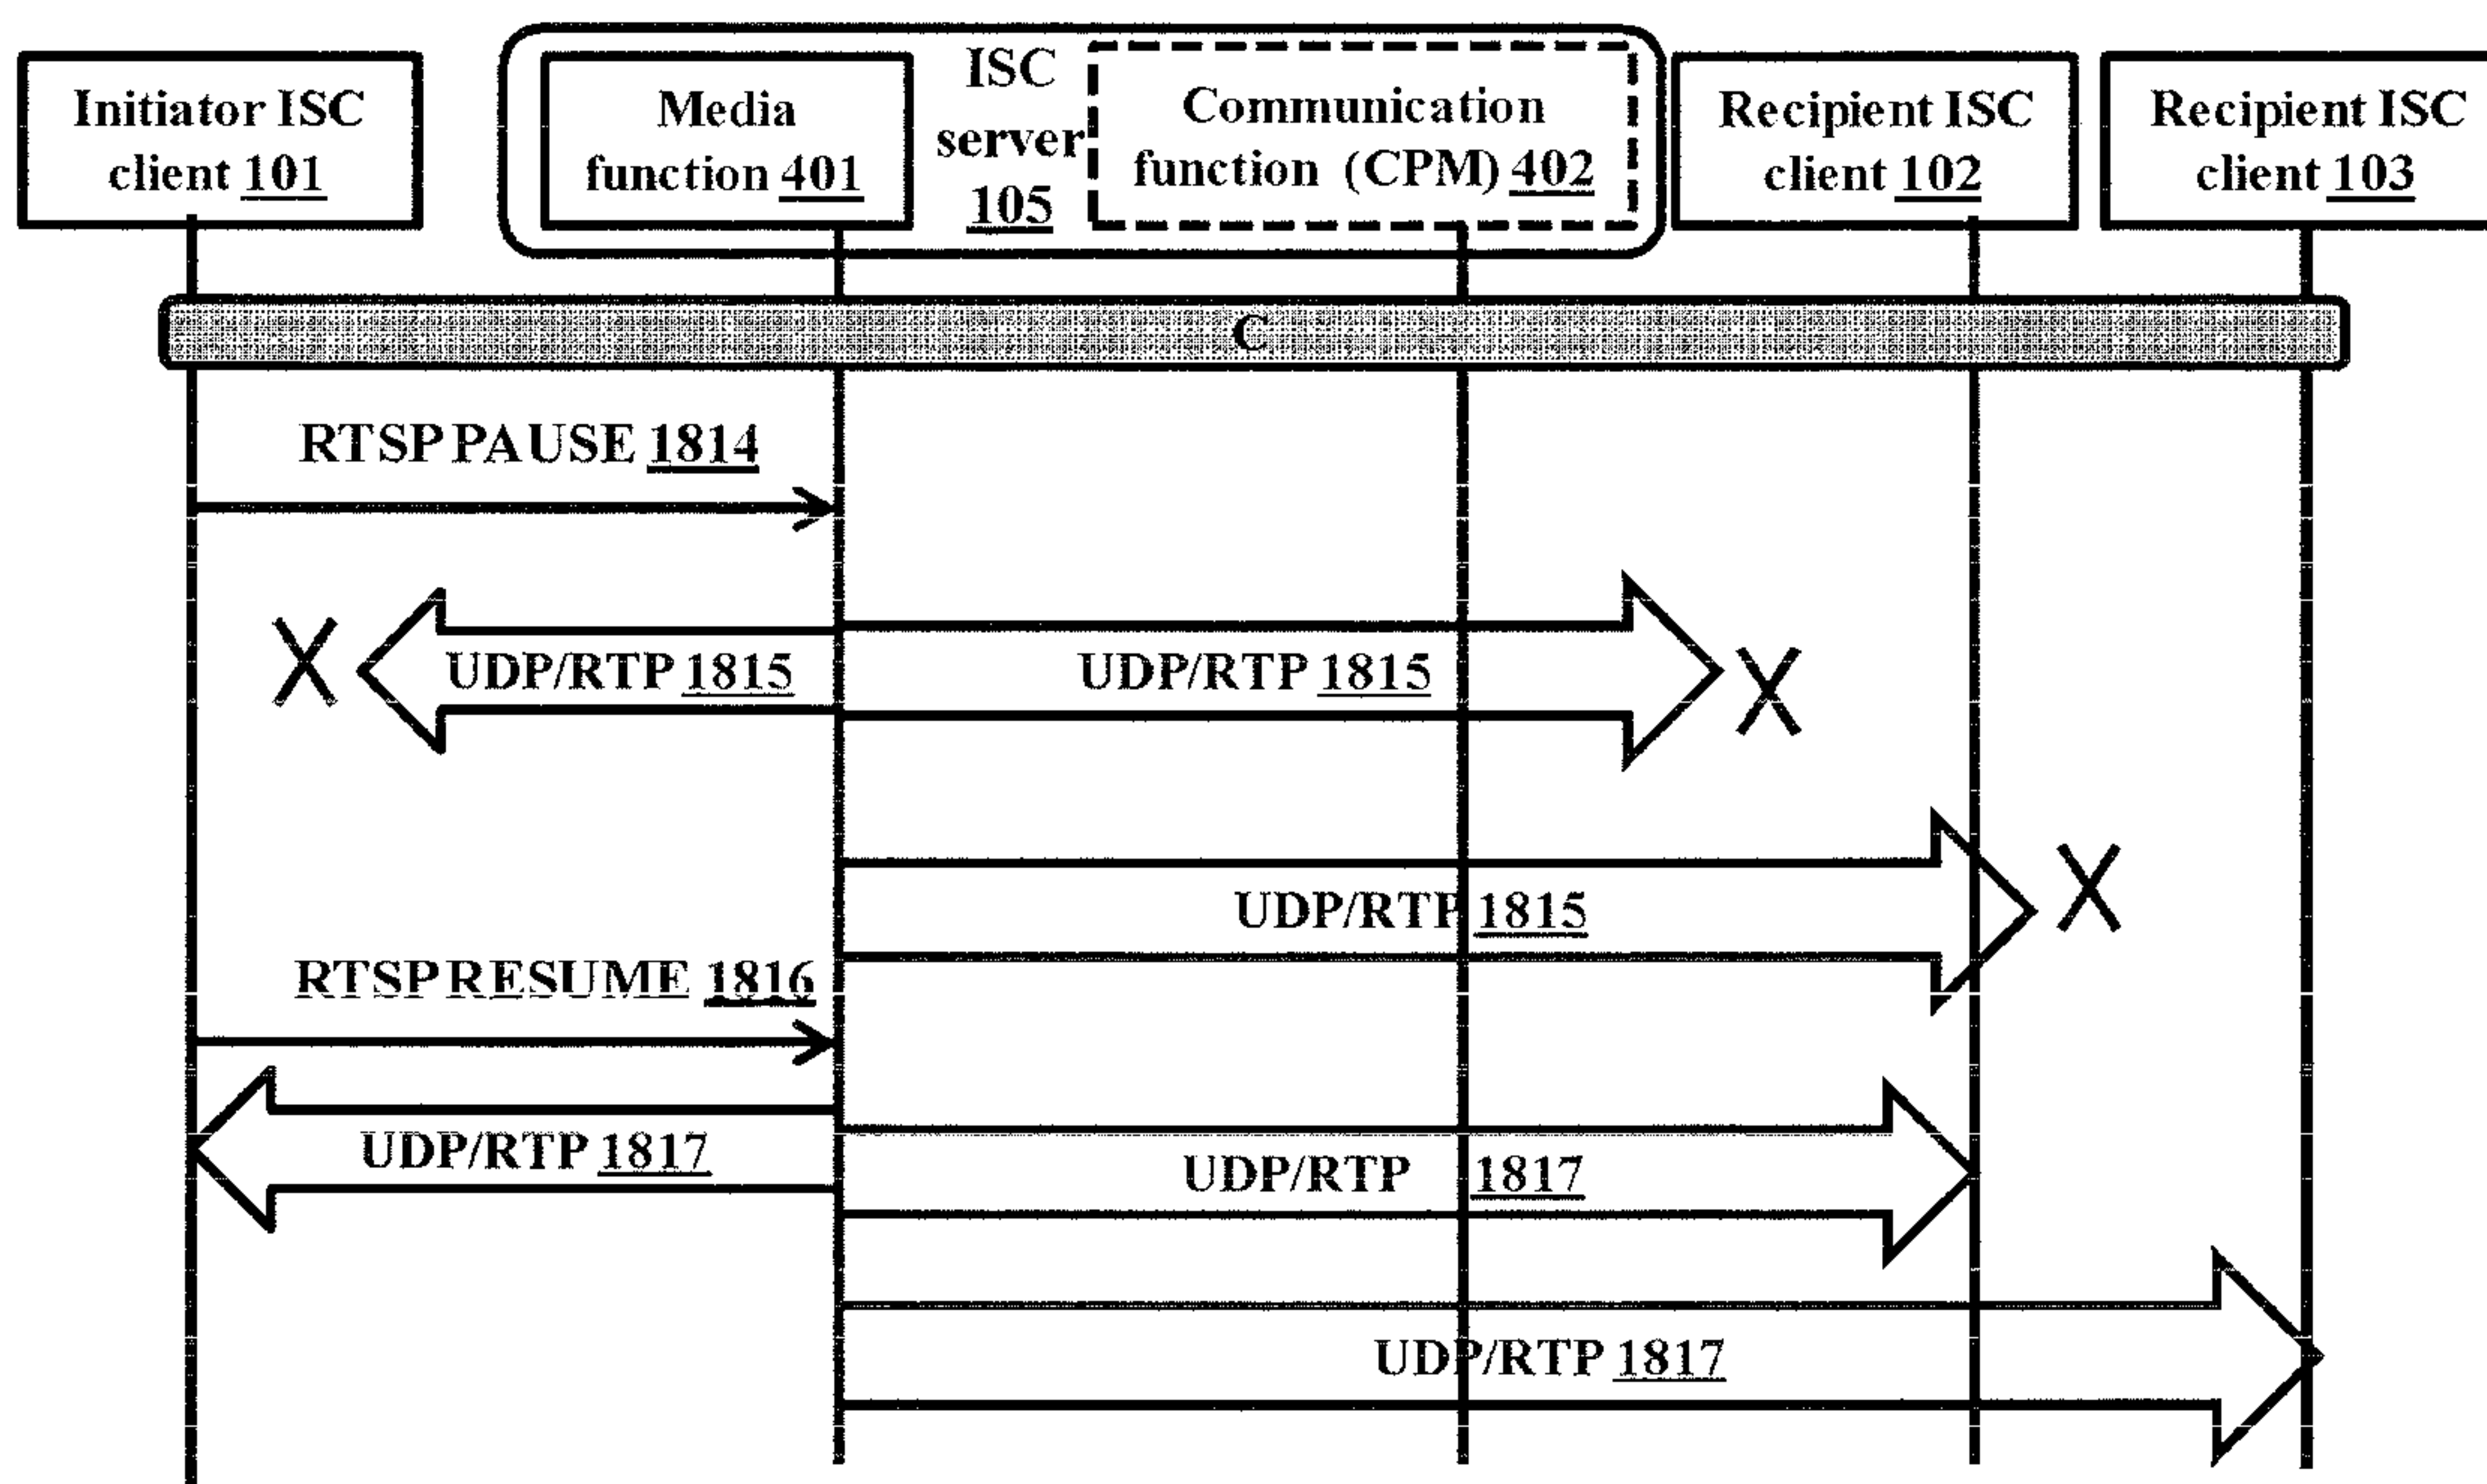 Initiator ISC
client 101
Media
function 401
ISC
server
105
Communication
function (CPM) 402
Recipient ISC
client 102
Recipient ISC
client 103
C
RTSP PAUSE 1814
X
UDP/RTP 1815
UDP/RTP 1815
X
UDP/RTP 1815
X
RTSP RESUME 1816
UDP/RTP 1817
UDP/RTP 1817
UDP/RTP 1817